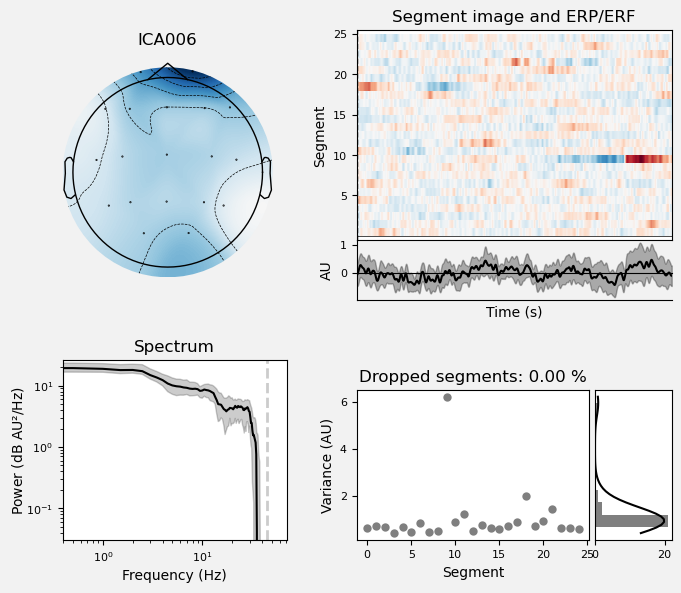 ICA006
Segment image and ERP/ERF
Segment
25
20
15
10
5
AU
1
0
Time (s)
Spectrum
Power (dB AU²/Hz)
10¹
10⁰
10⁻¹
10⁰
10¹
Frequency (Hz)
Dropped segments: 0.00 %
Variance (AU)
6
4
2
0
5
10
15
20
25
0
20
Segment